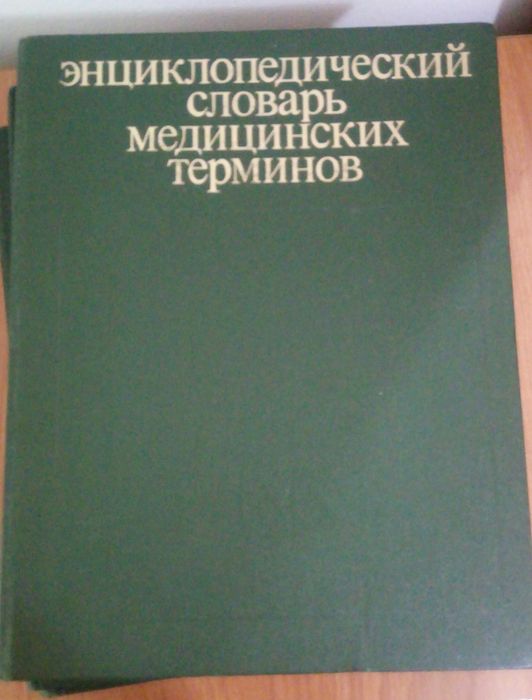 энциклопедический
словарь
медицинских
терминов